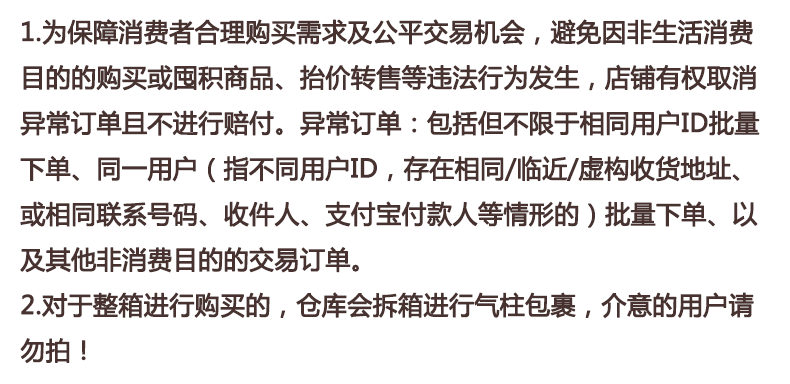 1.为保障消费者合理购买需求及公平交易机会，避免因非生活消费
目的的购买或囤积商品、抬价转售等违法行为发生，店铺有权取消
异常订单且不进行赔付。异常订单：包括但不限于相同用户ID批量
下单、同一用户（指不同用户ID，存在相同/临近/虚构收货地址、
或相同联系号码、收件人、支付宝付款人等情形的）批量下单、以
及其他非消费目的的交易订单。
2.对于整箱进行购买的，仓库会拆箱进行气柱包裹，介意的用户请
勿拍！